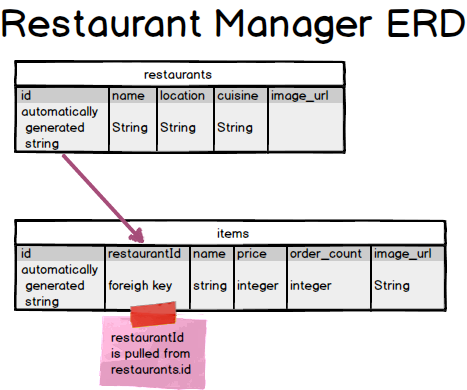 Restaurant Manager ERD
restaurants
id name location cuisine image_url
automatically
generated String String String
string
items
id restaurantId name price order_count image_url
automatically
generated foreigh key string integer integer String
string
restaurantId
is pulled from
restaurants.id